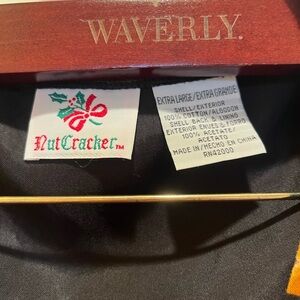 WAVERLY.
NutCracker TM
EXTRA LARGE/EXTRA GRANDE
SHELL/EXTERIOR
100% COTTON/ALGODON
SHELL BACK & LINING
EXTERIOR ENVES & FORRO
100% ACETATE/
ACETATO
MADE IN/HECHO EN CHINA
RN42000